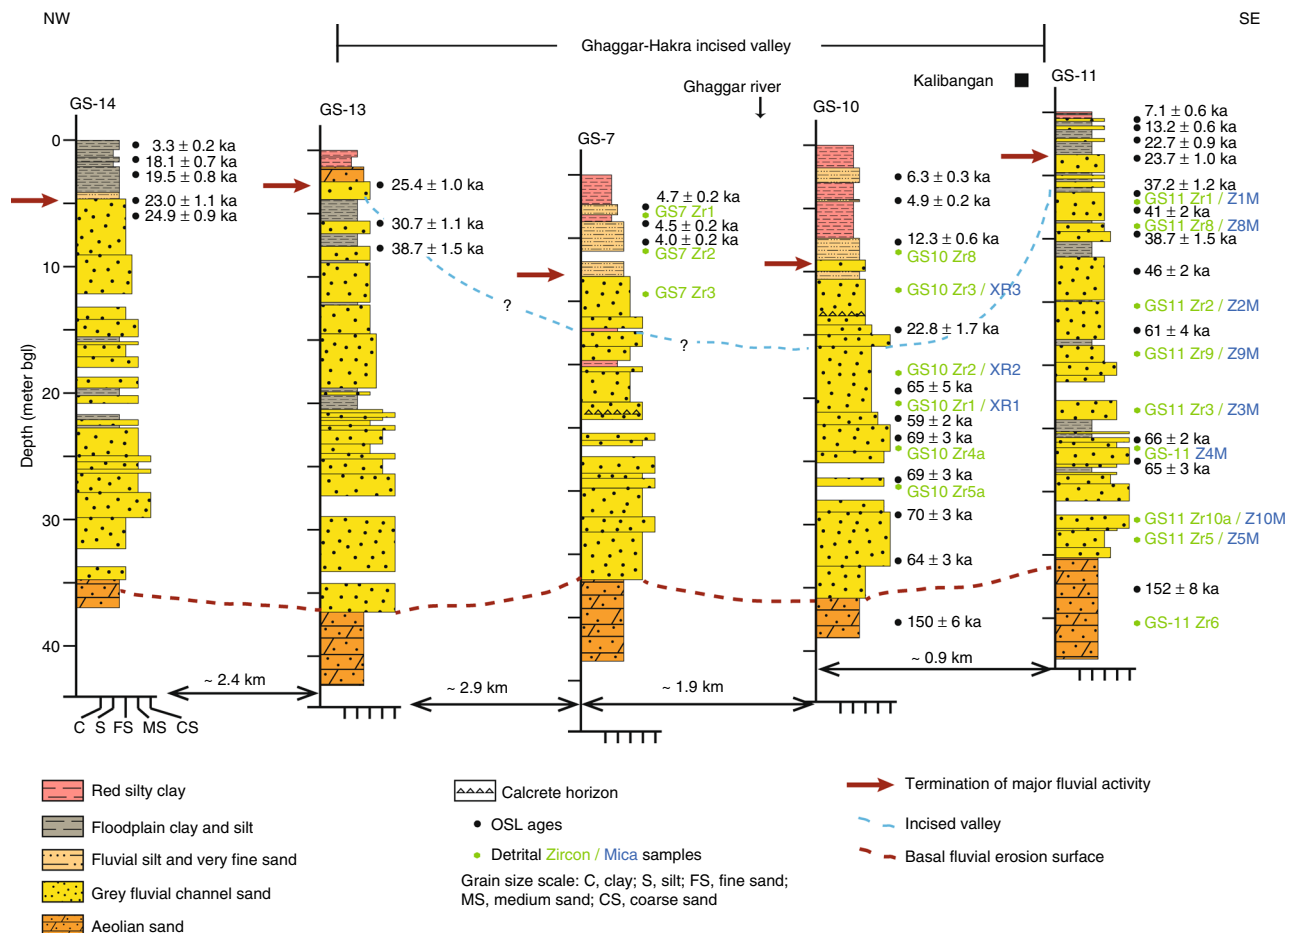 NW
SE
Ghaggar-Hakra incised valley
Ghaggar river
Kalibangan
GS-14
GS-13
GS-7
GS-10
GS-11
Depth (meter bgl)
0
10
20
30
40
3.3 ± 0.2 ka
18.1 ± 0.7 ka
19.5 ± 0.8 ka
23.0 ± 1.1 ka
24.9 ± 0.9 ka
25.4 ± 1.0 ka
30.7 ± 1.1 ka
38.7 ± 1.5 ka
?
?
4.7 ± 0.2 ka
GS7 Zr1
4.5 ± 0.2 ka
4.0 ± 0.2 ka
GS7 Zr2
GS7 Zr3
6.3 ± 0.3 ka
4.9 ± 0.2 ka
12.3 ± 0.6 ka
GS10 Zr8
GS10 Zr3 / XR3
22.8 ± 1.7 ka
GS10 Zr2 / XR2
65 ± 5 ka
GS10 Zr1 / XR1
59 ± 2 ka
69 ± 3 ka
GS10 Zr4a
69 ± 3 ka
GS10 Zr5a
70 ± 3 ka
64 ± 3 ka
150 ± 6 ka
7.1 ± 0.6 ka
13.2 ± 0.6 ka
22.7 ± 0.9 ka
23.7 ± 1.0 ka
37.2 ± 1.2 ka
GS11 Zr1 / Z1M
41 ± 2 ka
GS11 Zr8 / Z8M
38.7 ± 1.5 ka
46 ± 2 ka
GS11 Zr2 / Z2M
61 ± 4 ka
GS11 Zr9 / Z9M
GS11 Zr3 / Z3M
66 ± 2 ka
GS-11 Z4M
65 ± 3 ka
GS11 Zr10a / Z10M
GS11 Zr5 / Z5M
152 ± 8 ka
GS-11 Zr6
~ 2.4 km
~ 2.9 km
~ 1.9 km
~ 0.9 km
C S FS MS CS
Red silty clay
Floodplain clay and silt
Fluvial silt and very fine sand
Grey fluvial channel sand
Aeolian sand
Calcrete horizon
OSL ages
Detrital Zircon / Mica samples
Grain size scale: C, clay; S, silt; FS, fine sand;
MS, medium sand; CS, coarse sand
Termination of major fluvial activity
Incised valley
Basal fluvial erosion surface